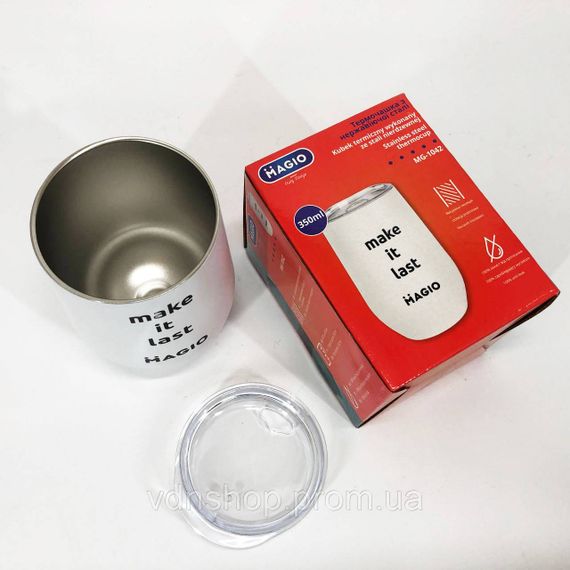 MAGIO
Термочашка з
нержавіючої сталі
Kubek termiczny wykonany
ze stali nierdzewnej
Stainless steel
thermocup
MG-1042
350ml
make
it
last
MAGIO
make
it
last
MAGIO
vdnshop.prom.ua